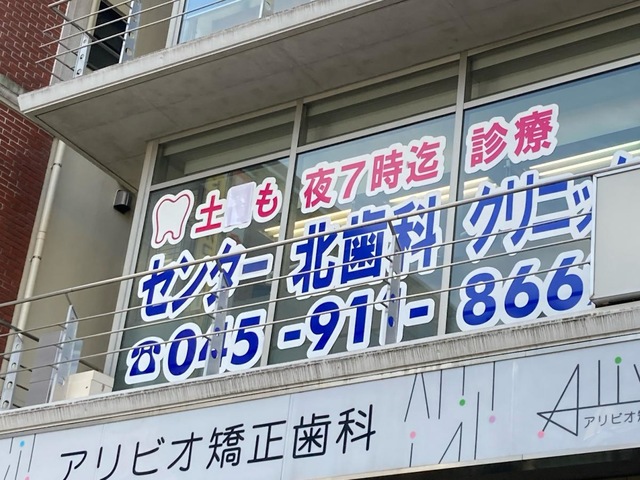 土 も 夜7時迄 診療
センター 北歯科 クリニッ
☎045-911-866
アリビオ矯正歯科
アリビオ矯